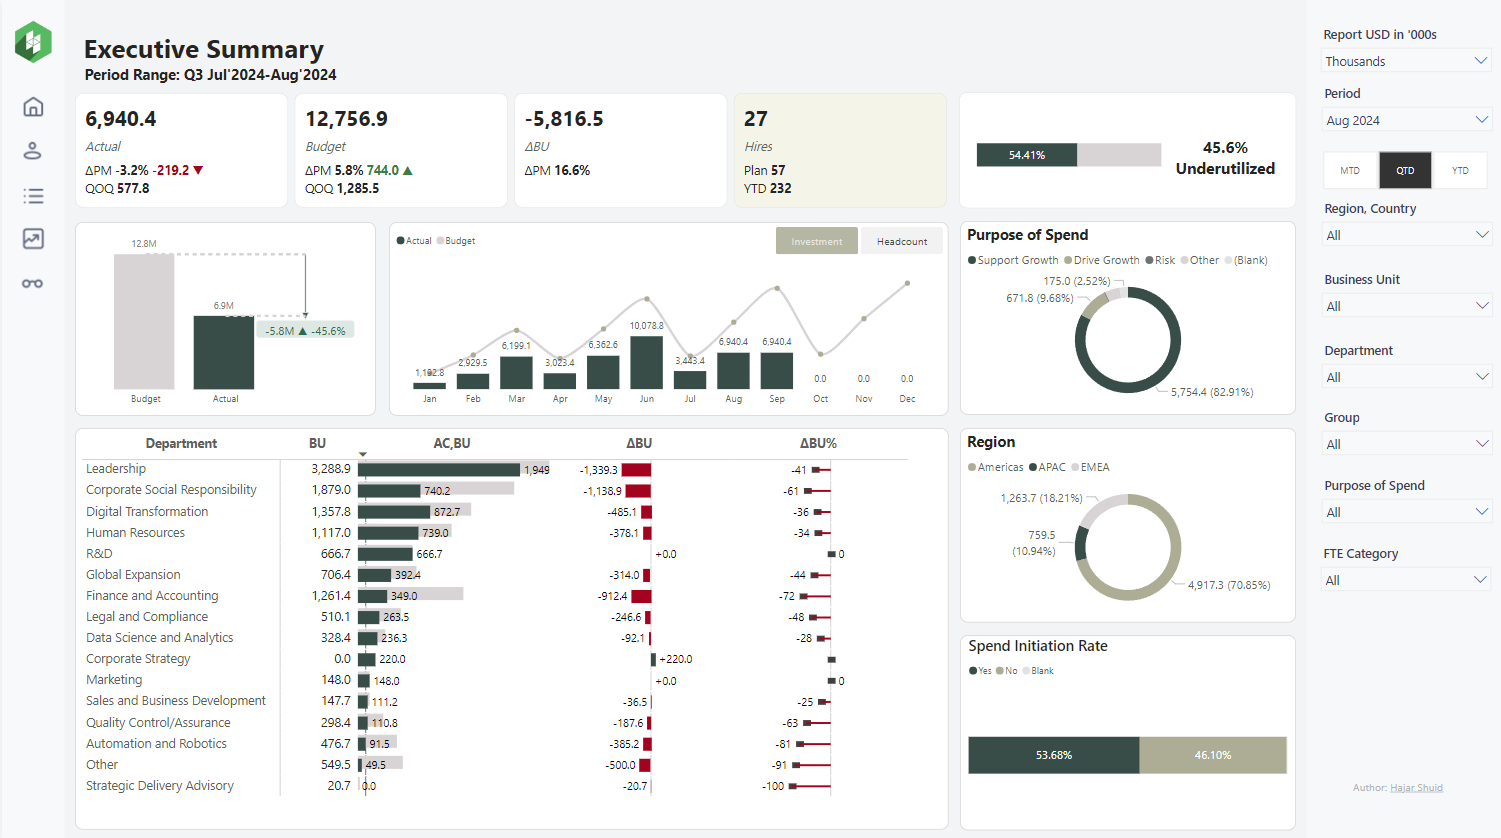 Executive Summary
Period Range: Q3 Jul'2024-Aug'2024
6,940.4
Actual
ΔPM -3.2% -219.2 ▼
QOQ 577.8
12,756.9
Budget
ΔPM 5.8% 744.0 ▲
QOQ 1,285.5
-5,816.5
ΔBU
ΔPM 16.6%
27
Hires
Plan 57
YTD 232
54.41%
45.6%
Underutilized
12.8M
6.9M
-5.8M ▲ -45.6%
Budget Actual
Actual Budget
Investment Headcount
1,192.8 2,929.5 6,199.1 3,023.4 6,362.6 10,078.8 3,443.4 6,940.4 6,940.4 0.0 0.0 0.0
Jan Feb Mar Apr May Jun Jul Aug Sep Oct Nov Dec
Purpose of Spend
Support Growth Drive Growth Risk Other (Blank)
175.0 (2.52%)
671.8 (9.68%)
5,754.4 (82.91%)
Department BU AC,BU ΔBU ΔBU%
Leadership 3,288.9 1,949 -1,339.3 -41
Corporate Social Responsibility 1,879.0 740.2 -1,138.9 -61
Digital Transformation 1,357.8 872.7 -485.1 -36
Human Resources 1,117.0 739.0 -378.1 -34
R&D 666.7 666.7 +0.0 0
Global Expansion 706.4 392.4 -314.0 -44
Finance and Accounting 1,261.4 349.0 -912.4 -72
Legal and Compliance 510.1 263.5 -246.6 -48
Data Science and Analytics 328.4 236.3 -92.1 -28
Corporate Strategy 0.0 220.0 +220.0
Marketing 148.0 148.0 +0.0 0
Sales and Business Development 147.7 111.2 -36.5 -25
Quality Control/Assurance 298.4 110.8 -187.6 -63
Automation and Robotics 476.7 91.5 -385.2 -81
Other 549.5 49.5 -500.0 -91
Strategic Delivery Advisory 20.7 0.0 -20.7 -100
Region
Americas APAC EMEA
1,263.7 (18.21%)
759.5
(10.94%)
4,917.3 (70.85%)
Spend Initiation Rate
Yes No Blank
53.68% 46.10%
Report USD in '000s
Thousands
Period
Aug 2024
MTD QTD YTD
Region, Country
All
Business Unit
All
Department
All
Group
All
Purpose of Spend
All
FTE Category
All
Author: Hajar Shuid